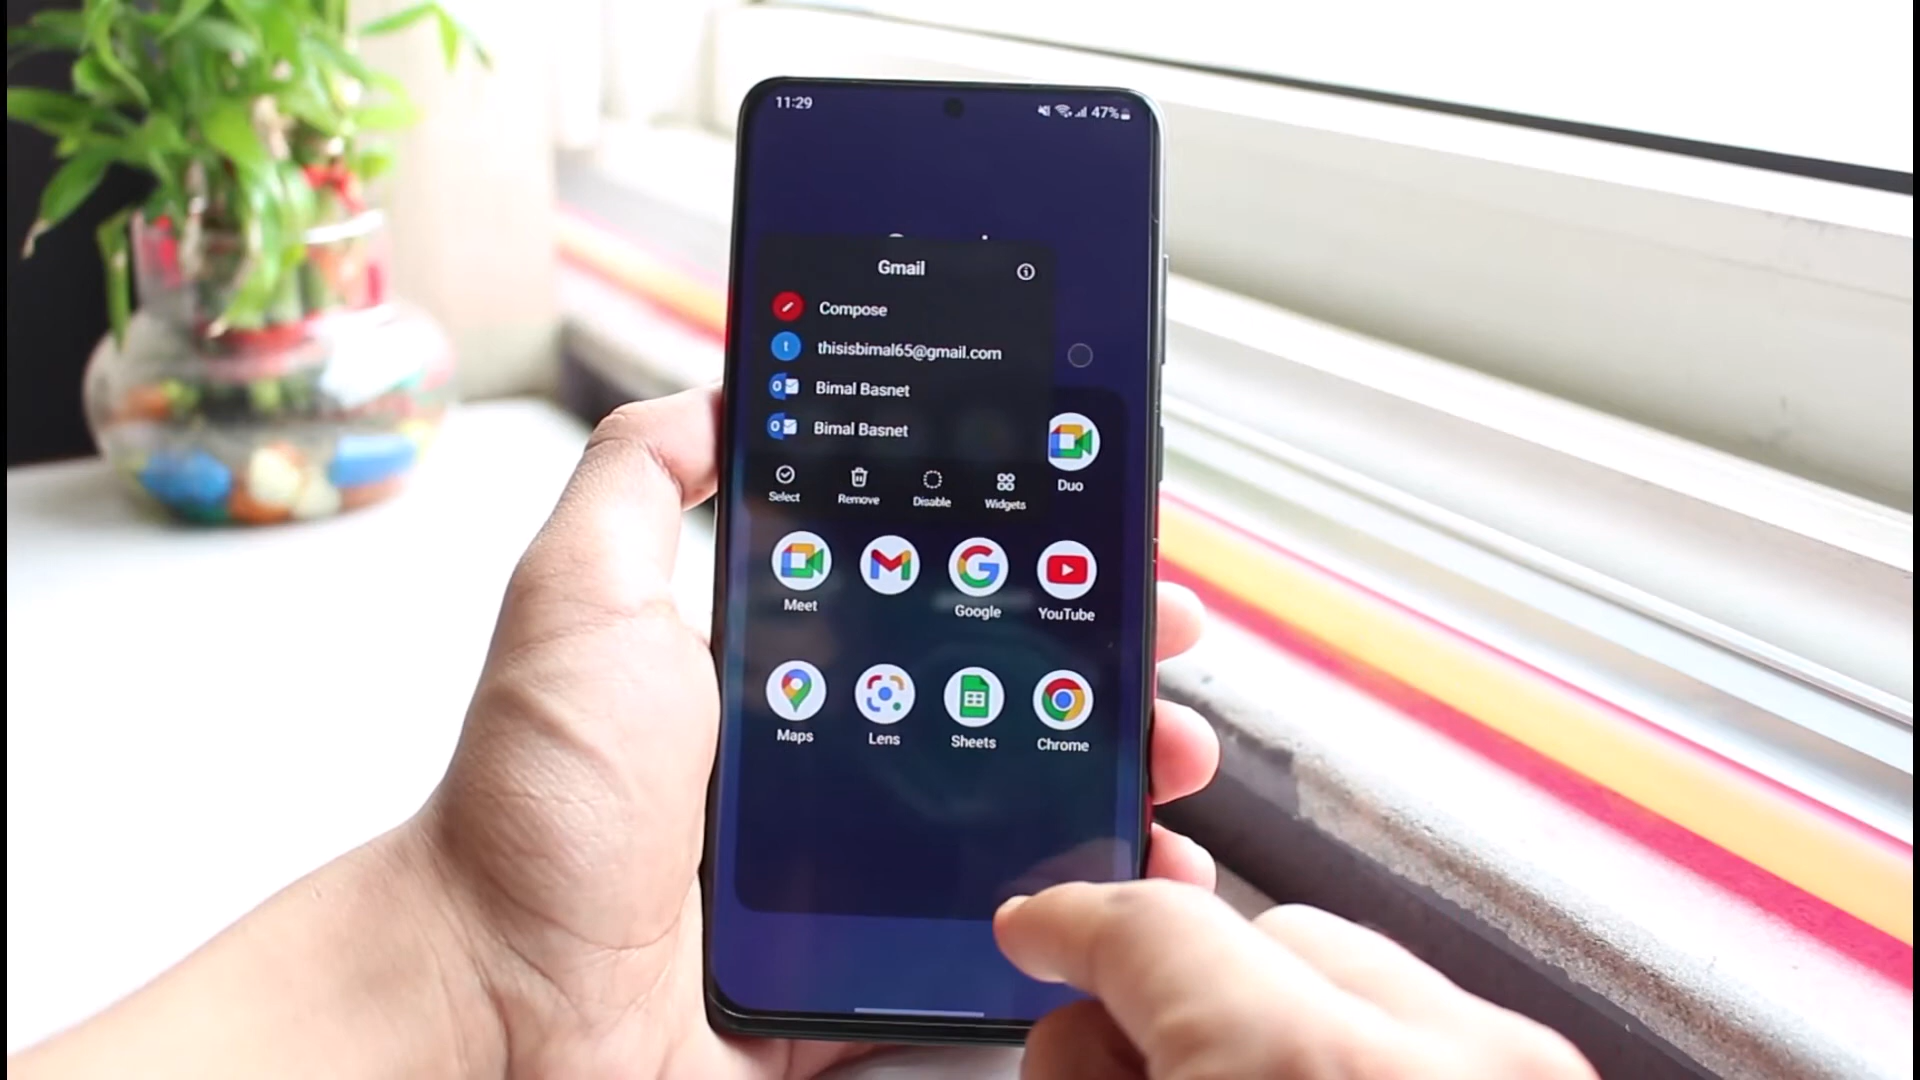 11:29
47%
Gmail
Compose
thisisbimal65@gmail.com
Bimal Basnet
Bimal Basnet
Select
Remove
Disable
Widgets
Duo
Meet
Google
YouTube
Maps
Lens
Sheets
Chrome